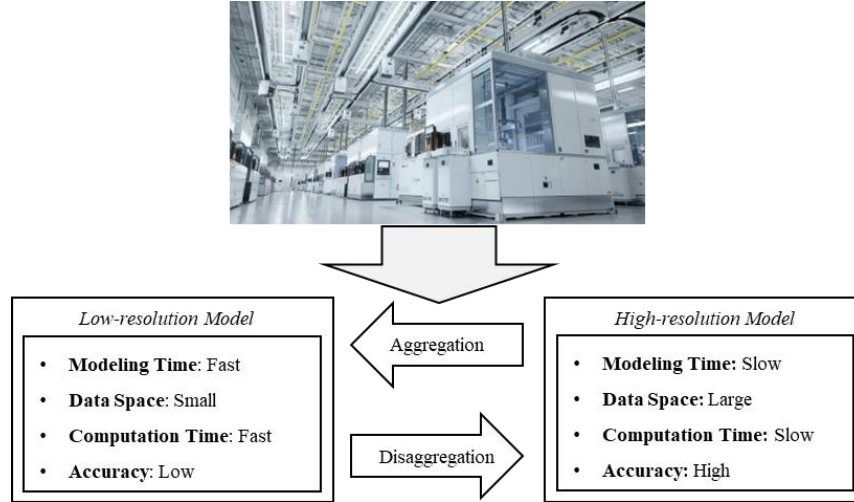 Low-resolution Model
• Modeling Time: Fast
• Data Space: Small
• Computation Time: Fast
• Accuracy: Low
Aggregation
Disaggregation
High-resolution Model
• Modeling Time: Slow
• Data Space: Large
• Computation Time: Slow
• Accuracy: High